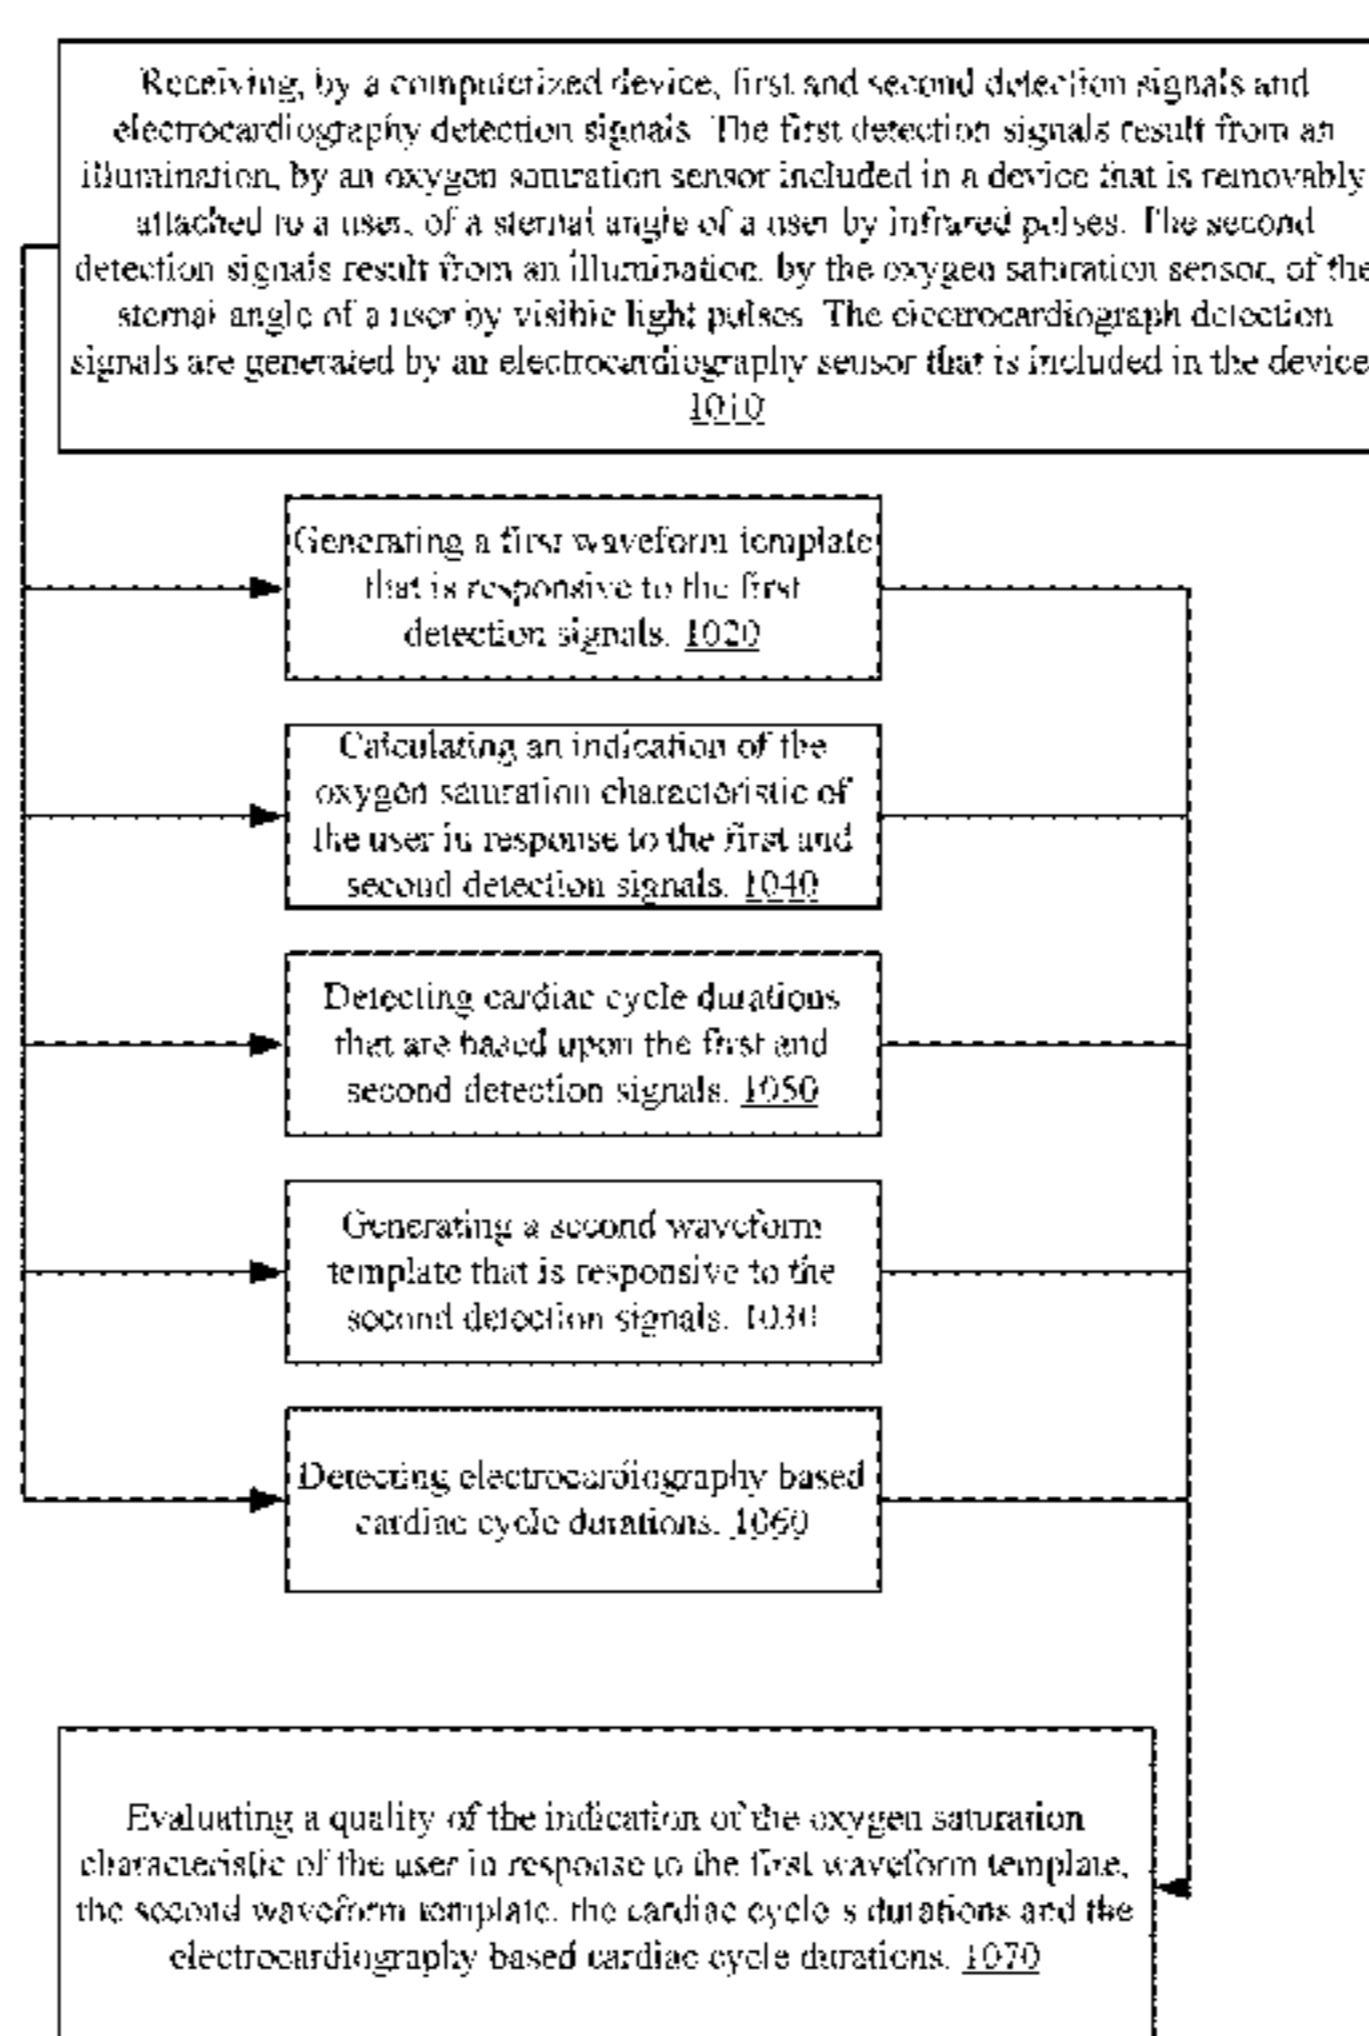 Receiving, by a computerized device, first and second detection signals and
electrocardiography detection signals. The first detection signals result from an
illumination, by an oxygen saturation sensor included in a device that is removably
attached to a user, of a sternal angle of a user by infrared pulses. The second
detection signals result from an illumination, by the oxygen saturation sensor, of the
sternal angle of a user by visible light pulses. The electrocardiograph detection
signals are generated by an electrocardiography sensor that is included in the device
1010
Generating a first waveform template
that is responsive to the first
detection signals. 1020
Calculating an indication of the
oxygen saturation characteristic of
the user in response to the first and
second detection signals. 1040
Detecting cardiac cycle durations
that are based upon the first and
second detection signals. 1050
Generating a second waveform
template that is responsive to the
second detection signals. 1030
Detecting electrocardiography based
cardiac cycle durations. 1060
Evaluating a quality of the indication of the oxygen saturation
characteristic of the user in response to the first waveform template,
the second waveform template, the cardiac cycle s durations and the
electrocardiography based cardiac cycle durations. 1070